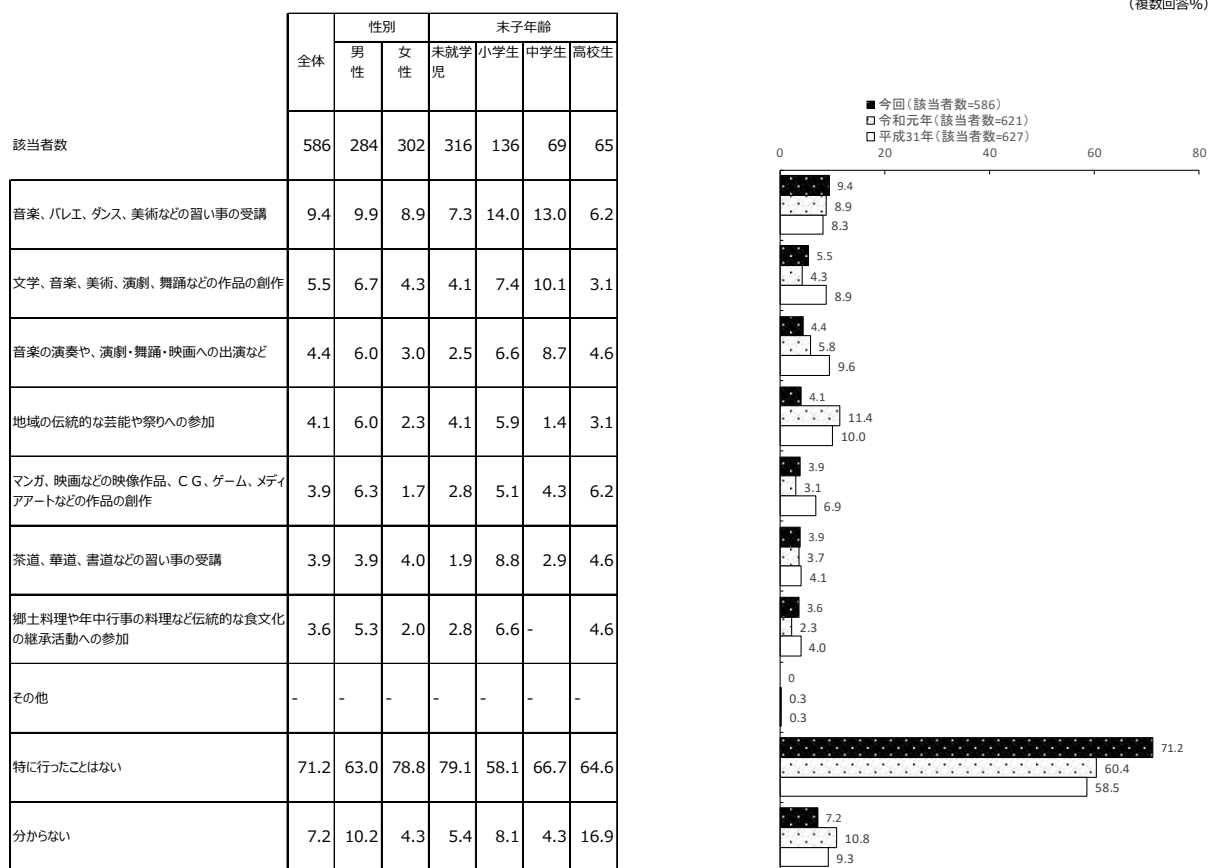 （複数回答%）
性別 末子年齢
全体 男性 女性 未就学児 小学生 中学生 高校生
該当者数 586 284 302 316 136 69 65
音楽、バレエ、ダンス、美術などの習い事の受講 9.4 9.9 8.9 7.3 14.0 13.0 6.2
文学、音楽、美術、演劇、舞踊などの作品の創作 5.5 6.7 4.3 4.1 7.4 10.1 3.1
音楽の演奏や、演劇・舞踊・映画への出演など 4.4 6.0 3.0 2.5 6.6 8.7 4.6
地域の伝統的な芸能や祭りへの参加 4.1 6.0 2.3 4.1 5.9 1.4 3.1
マンガ、映画などの映像作品、ＣＧ、ゲーム、メディ
アアートなどの作品の創作 3.9 6.3 1.7 2.8 5.1 4.3 6.2
茶道、華道、書道などの習い事の受講 3.9 3.9 4.0 1.9 8.8 2.9 4.6
郷土料理や年中行事の料理など伝統的な食文化
の継承活動への参加 3.6 5.3 2.0 2.8 6.6 - 4.6
その他 - - - - - - -
特に行ったことはない 71.2 63.0 78.8 79.1 58.1 66.7 64.6
分からない 7.2 10.2 4.3 5.4 8.1 4.3 16.9
今回（該当者数=586）
令和元年（該当者数=621）
平成31年（該当者数=627）
0 20 40 60 80
9.4
8.9
8.3
5.5
4.3
8.9
4.4
5.8
9.6
4.1
11.4
10.0
3.9
3.1
6.9
3.9
3.7
4.1
3.6
2.3
4.0
0
0.3
0.3
71.2
60.4
58.5
7.2
10.8
9.3